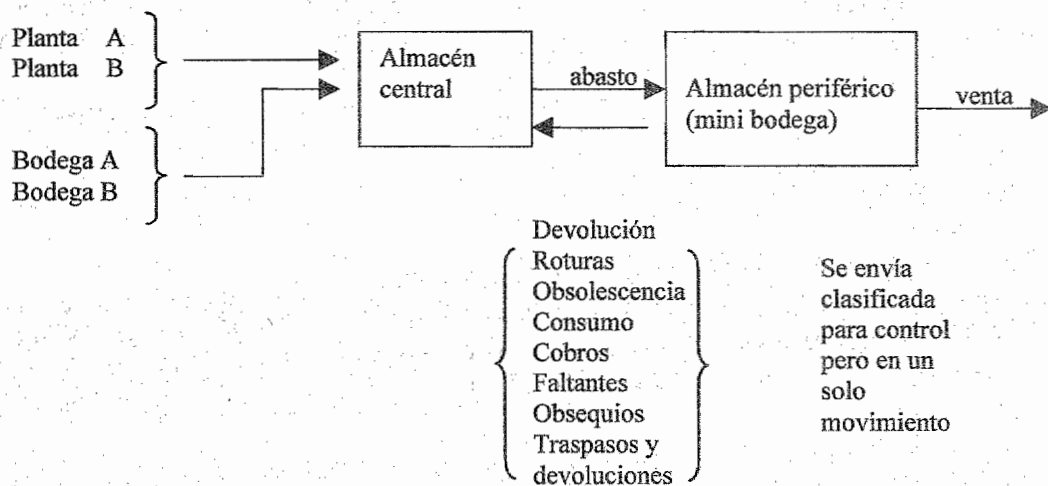 Planta A
Planta B
Bodega A
Bodega B
Almacén
central
abasto
Almacén periférico
(mini bodega)
venta
Devolución
Roturas
Obsolescencia
Consumo
Cobros
Faltantes
Obsequios
Traspasos y
devoluciones
Se envía
clasificada
para control
pero en un
solo
movimiento